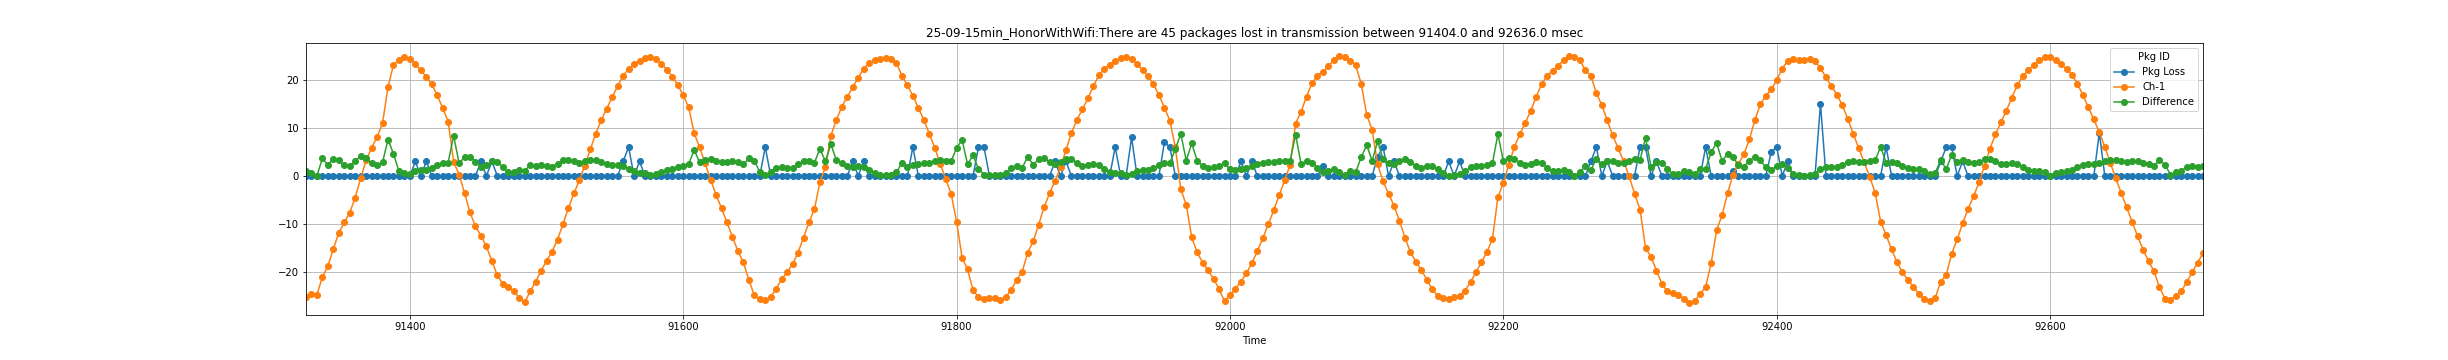 25-09-15min_HonorWithWifi:There are 45 packages lost in transmission between 91404.0 and 92636.0 msec
Pkg ID
Pkg Loss
Ch-1
Difference
20
10
0
−10
−20
91400 91600 91800 92000 92200 92400 92600
Time